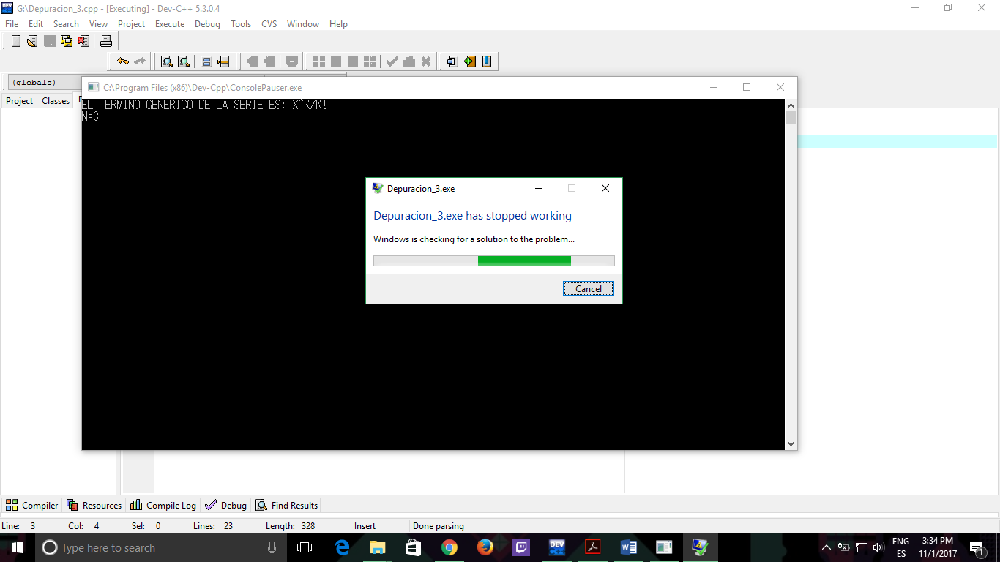 G:\Depuracion_3.cpp - [Executing] - Dev-C++ 5.3.0.4
File Edit Search View Project Execute Debug Tools CVS Window Help
(globals)
Project Classes
C:\Program Files (x86)\Dev-Cpp\ConsolePauser.exe
EL TERMINO GENERICO DE LA SERIE ES: X^K/K!
N=3
Depuracion_3.exe
Depuracion_3.exe has stopped working
Windows is checking for a solution to the problem...
Cancel
Compiler Resources Compile Log Debug Find Results
Line: 3 Col: 4 Sel: 0 Lines: 23 Length: 328 Insert Done parsing
Type here to search
DEV
ENG
ES
3:34 PM
11/1/2017
1